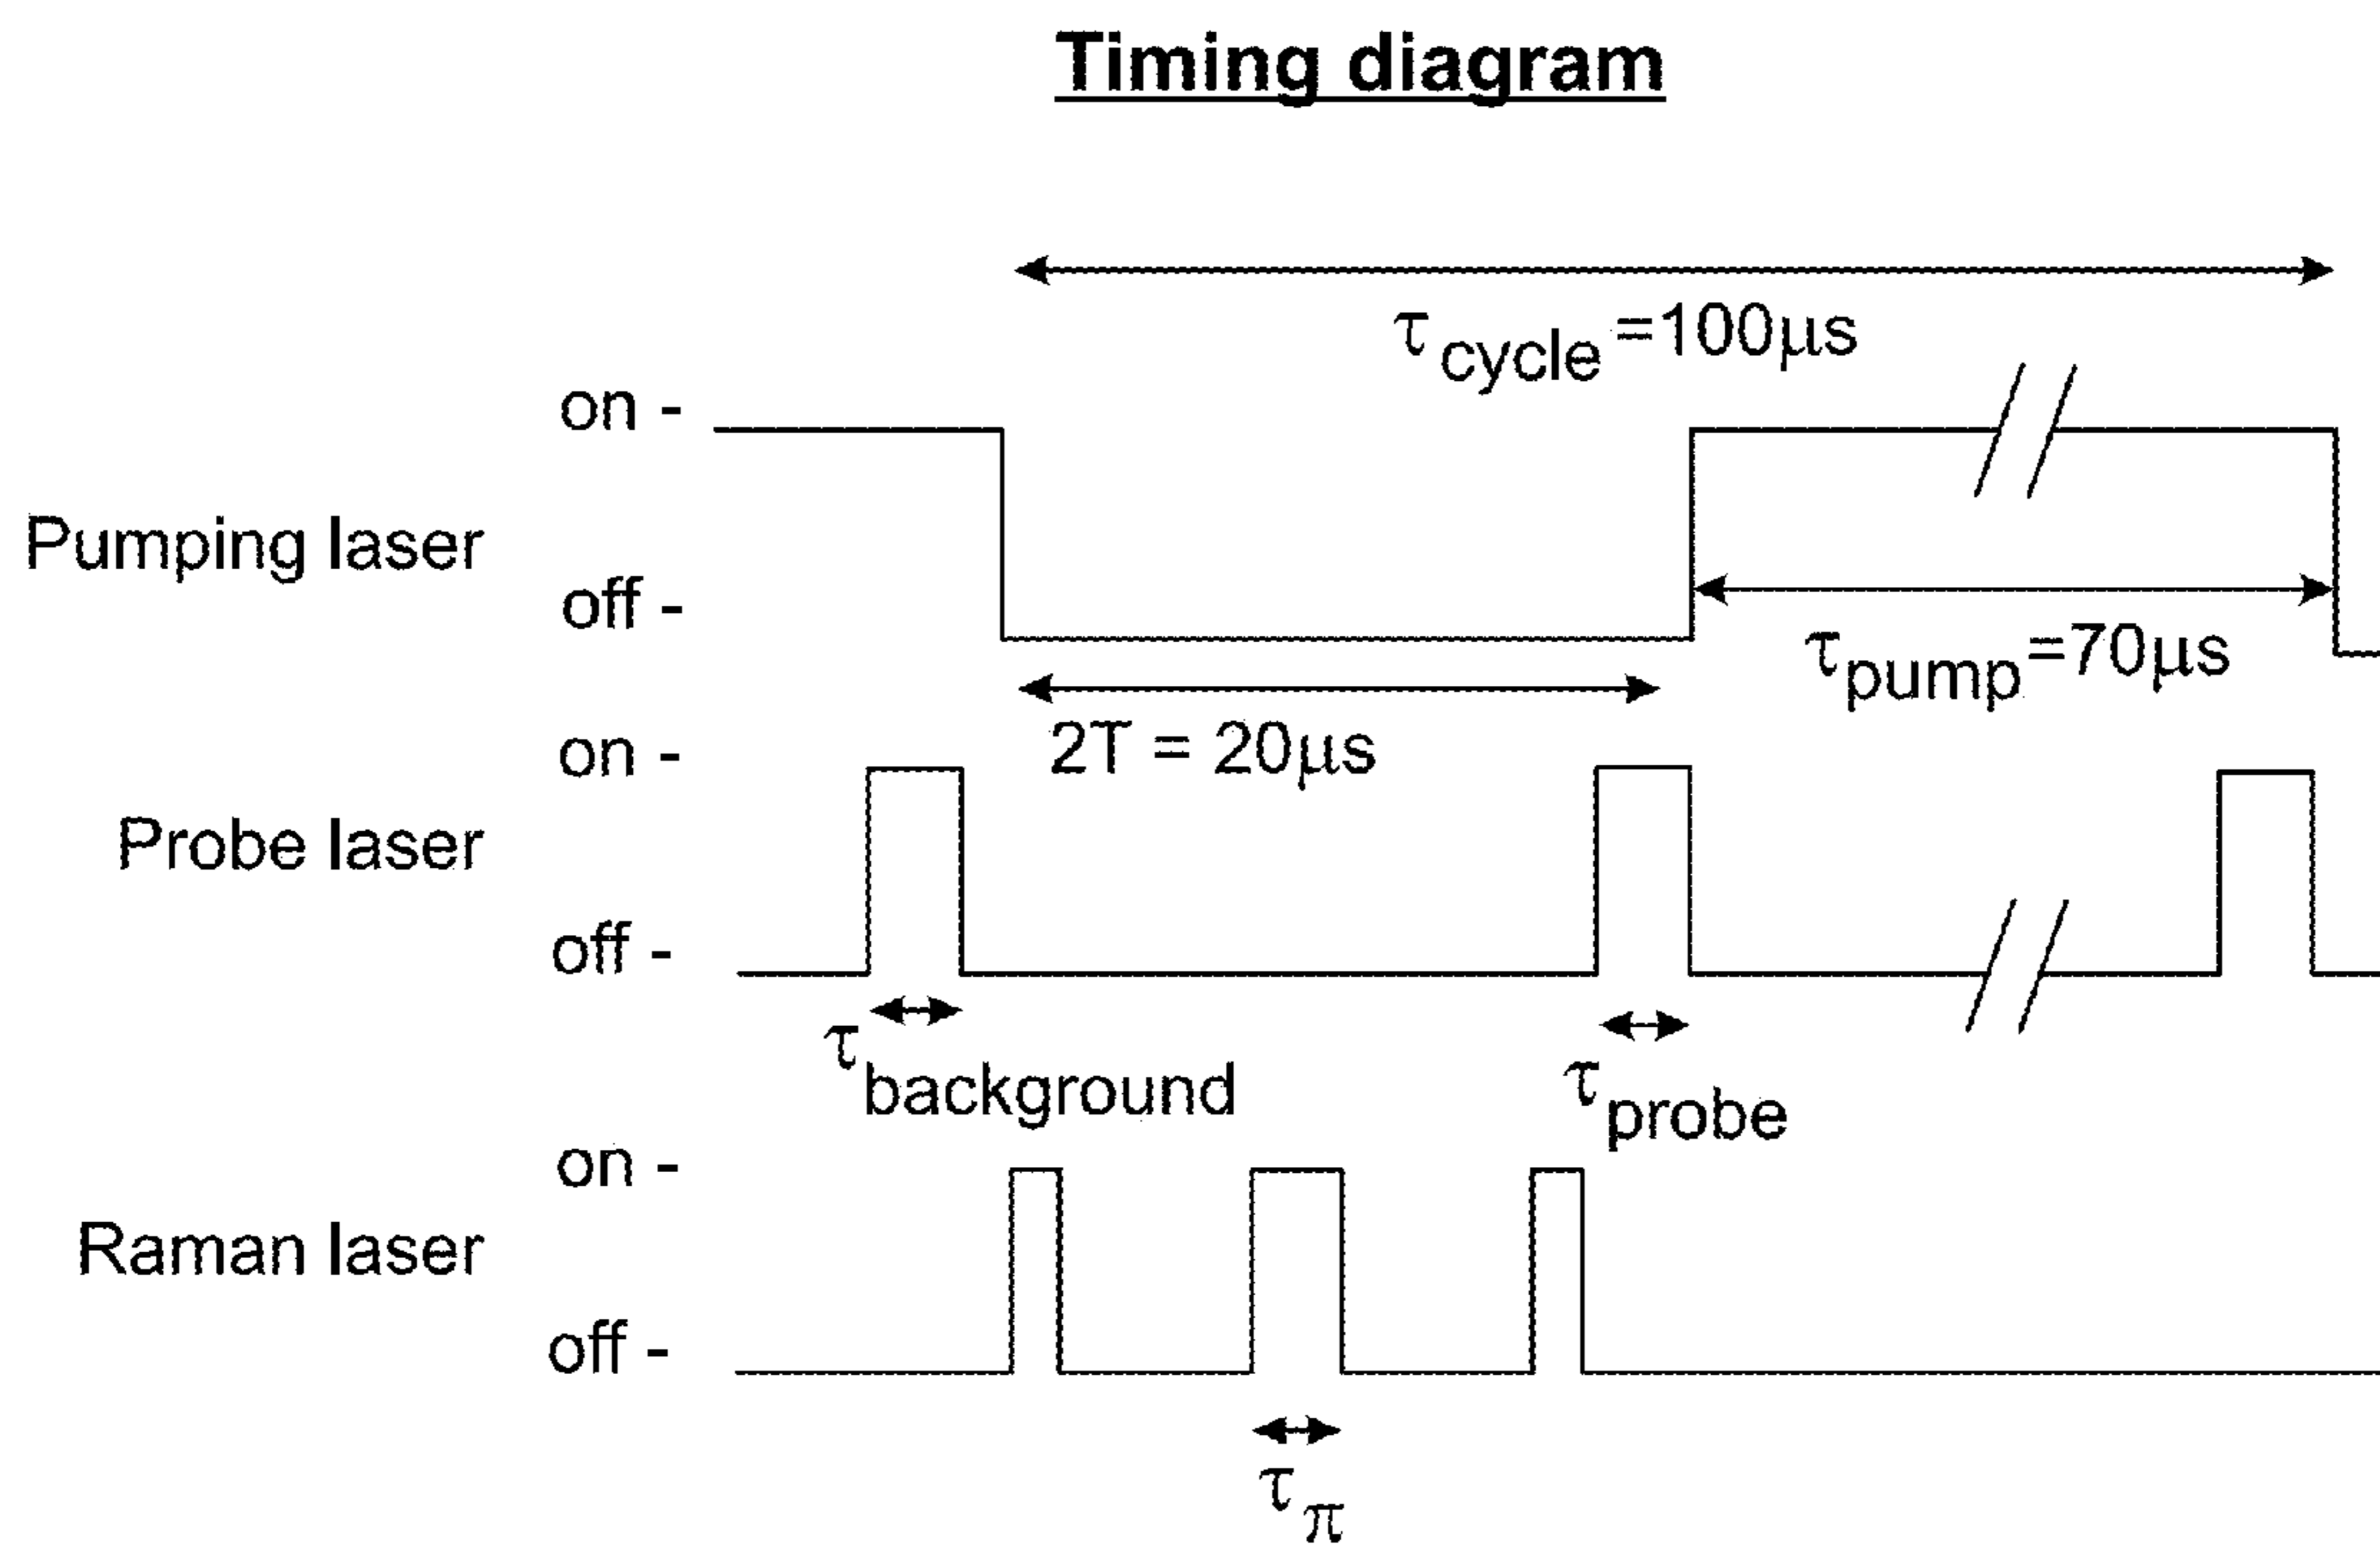 Timing diagram
τcycle=100μs
on -
Pumping laser
off -
τpump=70μs
2T = 20μs
on -
Probe laser
off -
τbackground
τprobe
on -
Raman laser
off -
τπ